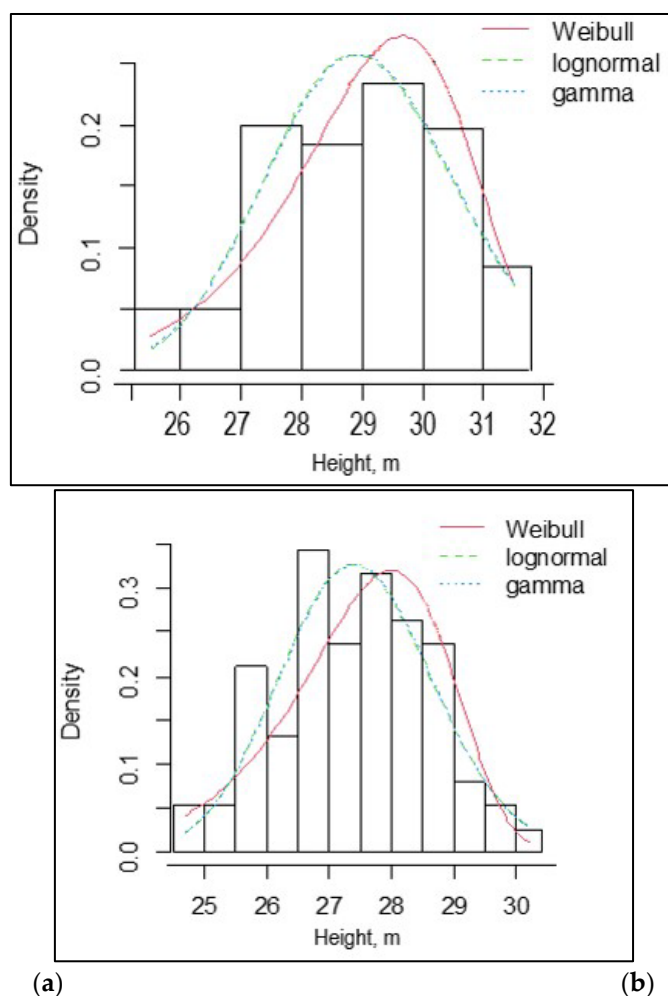 Weibull
lognormal
gamma
Density
0.0 0.1 0.2
26 27 28 29 30 31 32
Height, m
Weibull
lognormal
gamma
Density
0.0 0.1 0.2 0.3
25 26 27 28 29 30
Height, m
(a) (b)